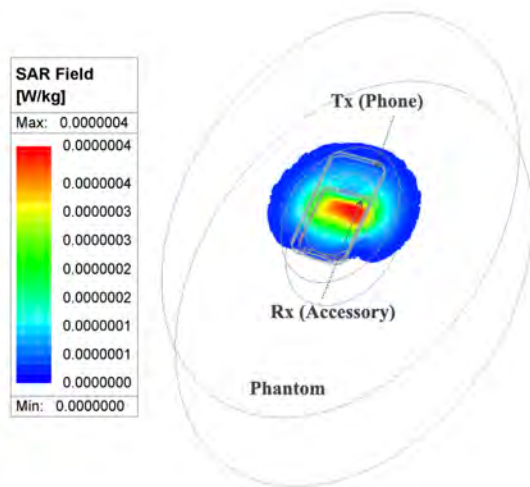 SAR Field
[W/kg]
Max: 0.0000004
0.0000004
0.0000004
0.0000003
0.0000003
0.0000002
0.0000002
0.0000001
0.0000001
0.0000000
Min: 0.0000000
Tx (Phone)
Rx (Accessory)
Phantom